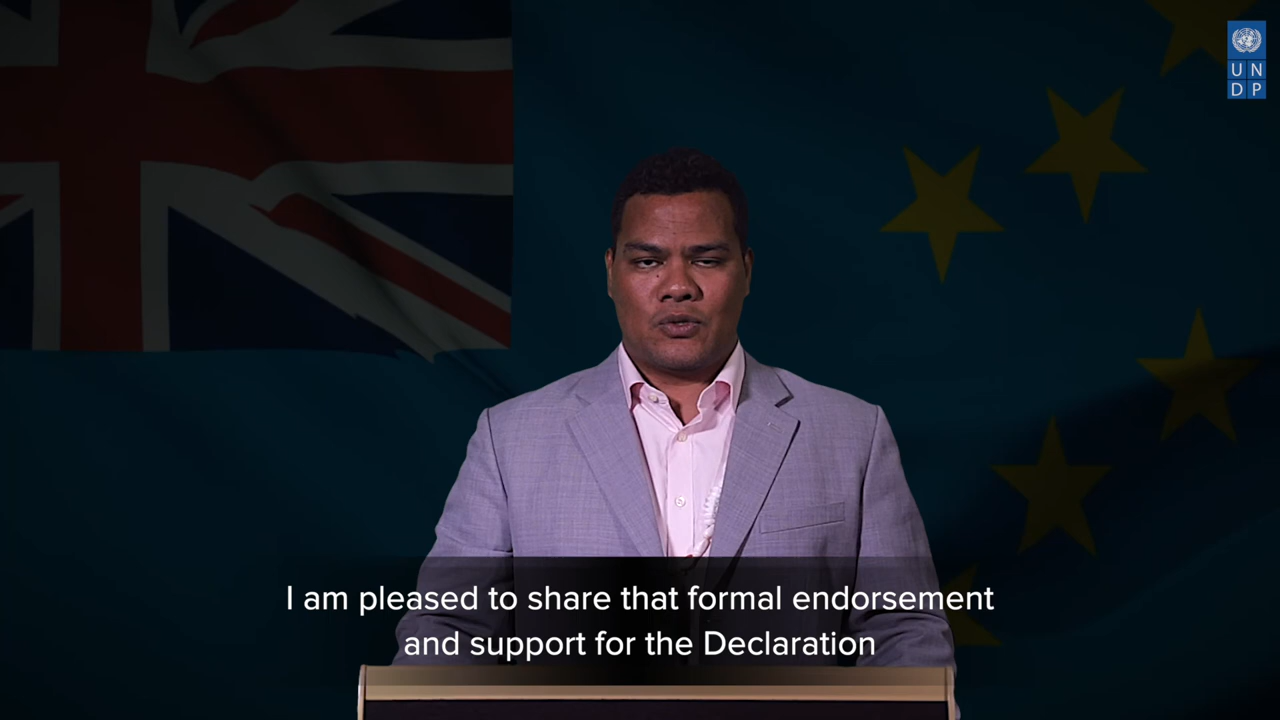 UN
DP
I am pleased to share that formal endorsement
and support for the Declaration